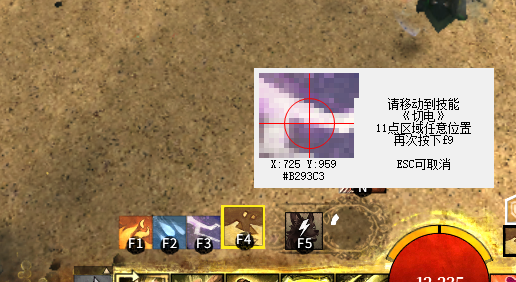 请移动到技能
《切电》
11点区域任意位置
再次按下f9
X:725 Y:959
ESC可取消
#B293C3
F1 F2 F3 F4 F5